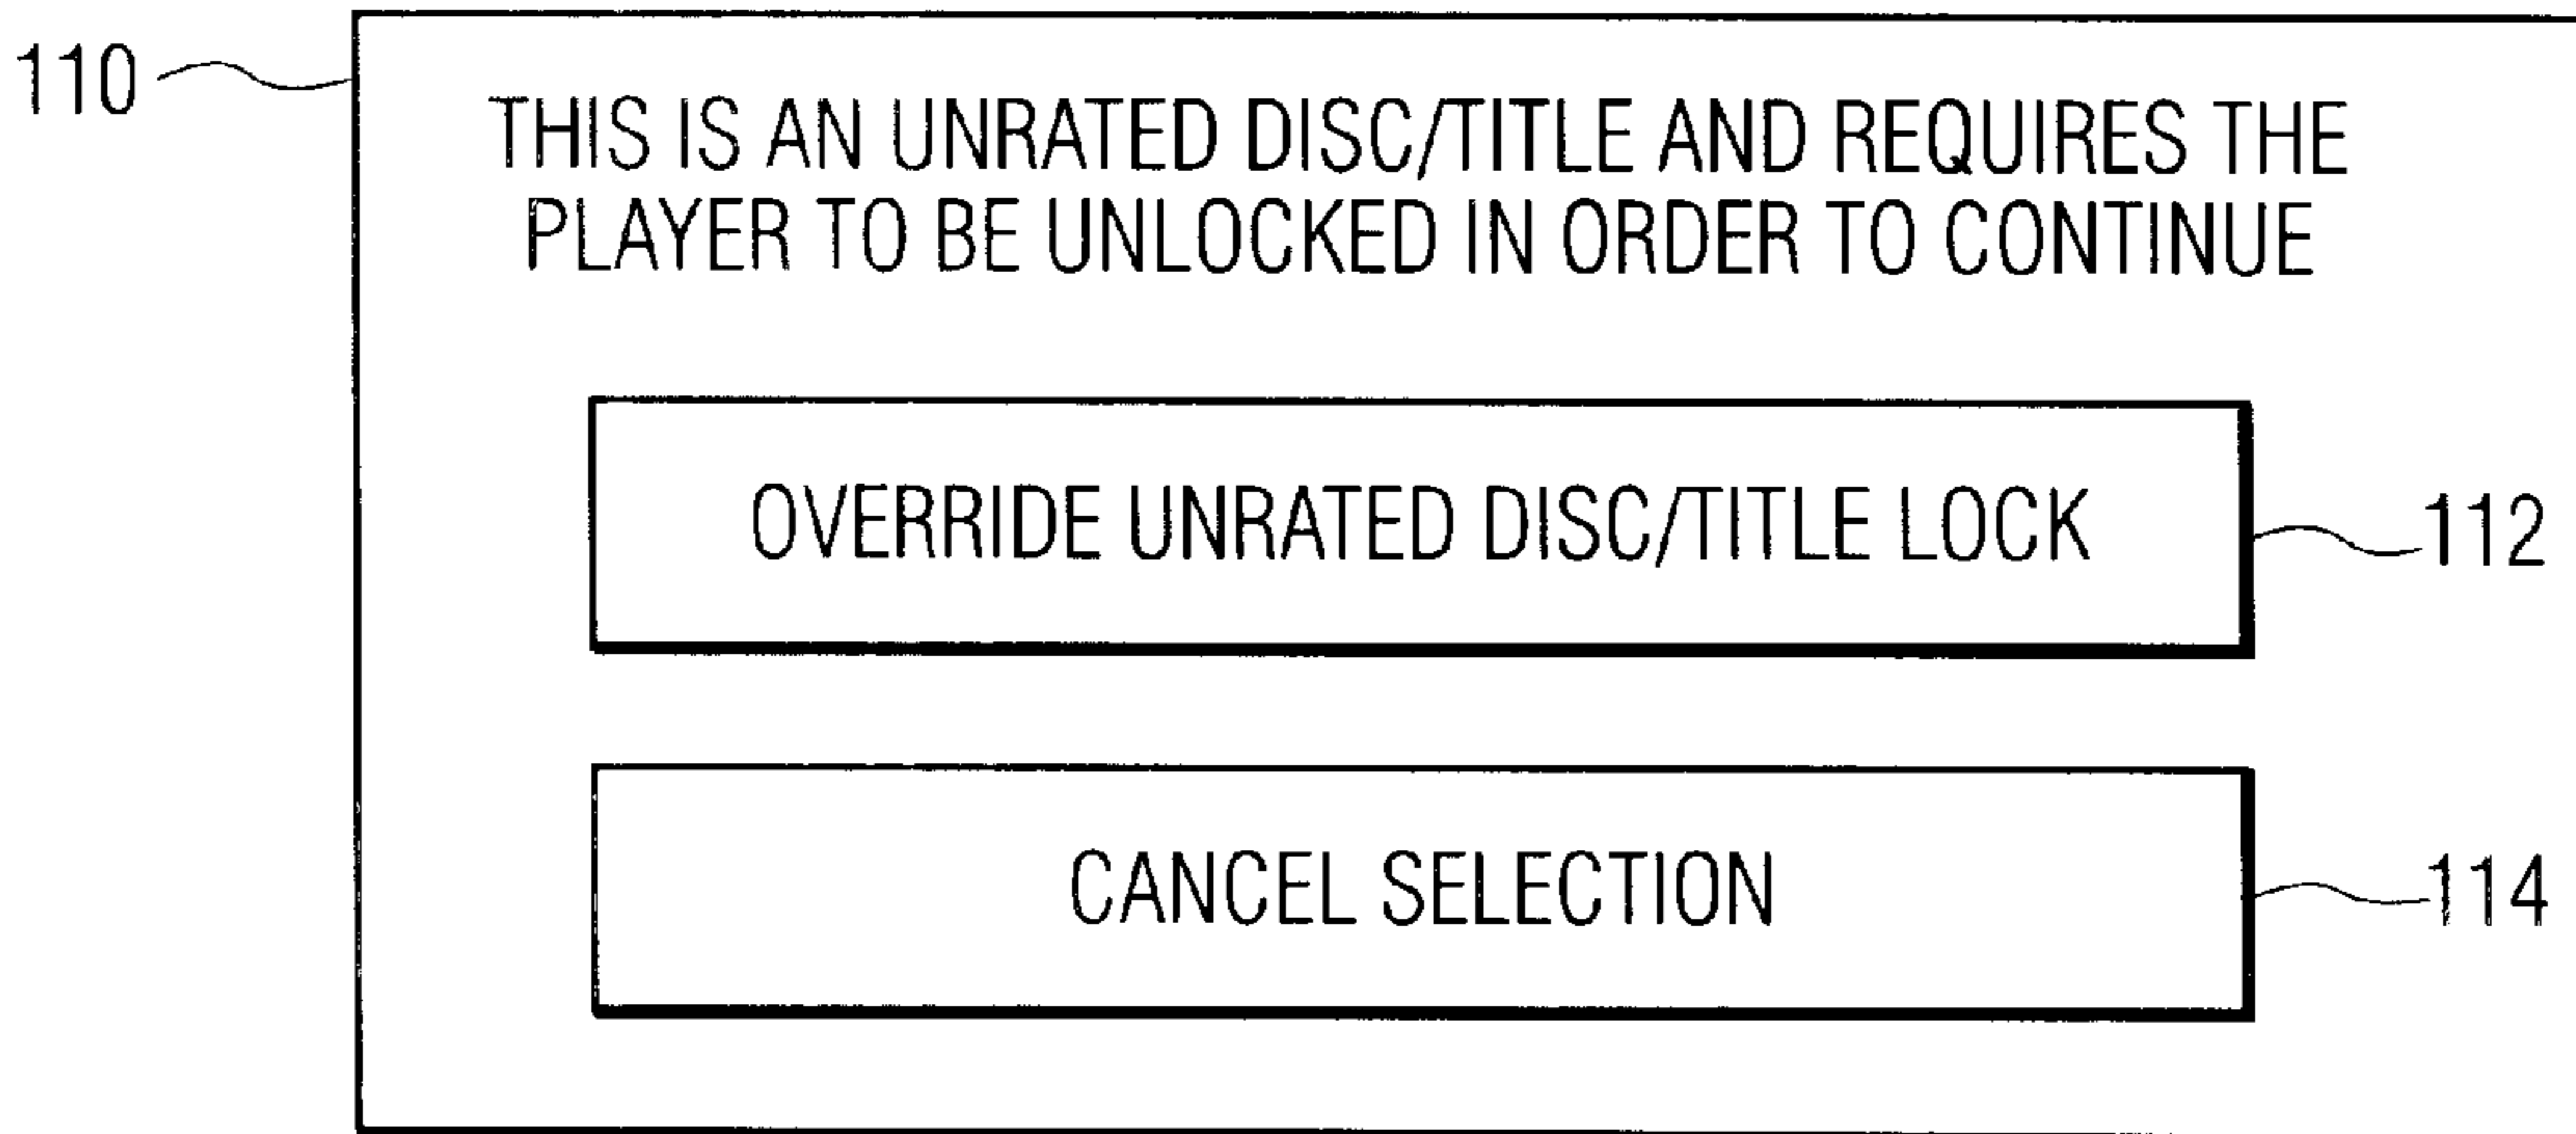 110
THIS IS AN UNRATED DISC/TITLE AND REQUIRES THE
PLAYER TO BE UNLOCKED IN ORDER TO CONTINUE
OVERRIDE UNRATED DISC/TITLE LOCK
112
CANCEL SELECTION
114